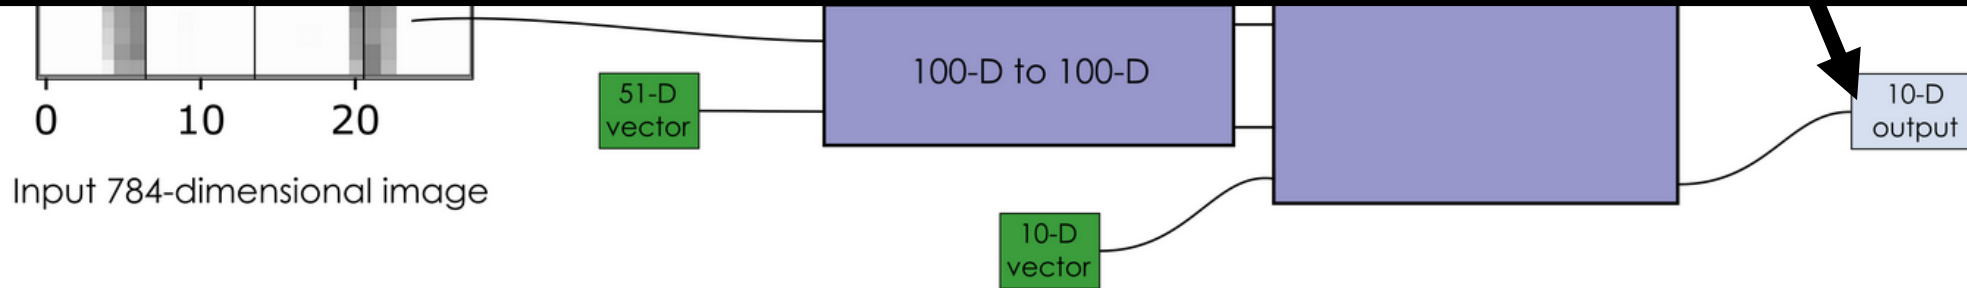 100-D to 100-D
51-D
vector
10-D
output
0 10 20
Input 784-dimensional image
10-D
vector